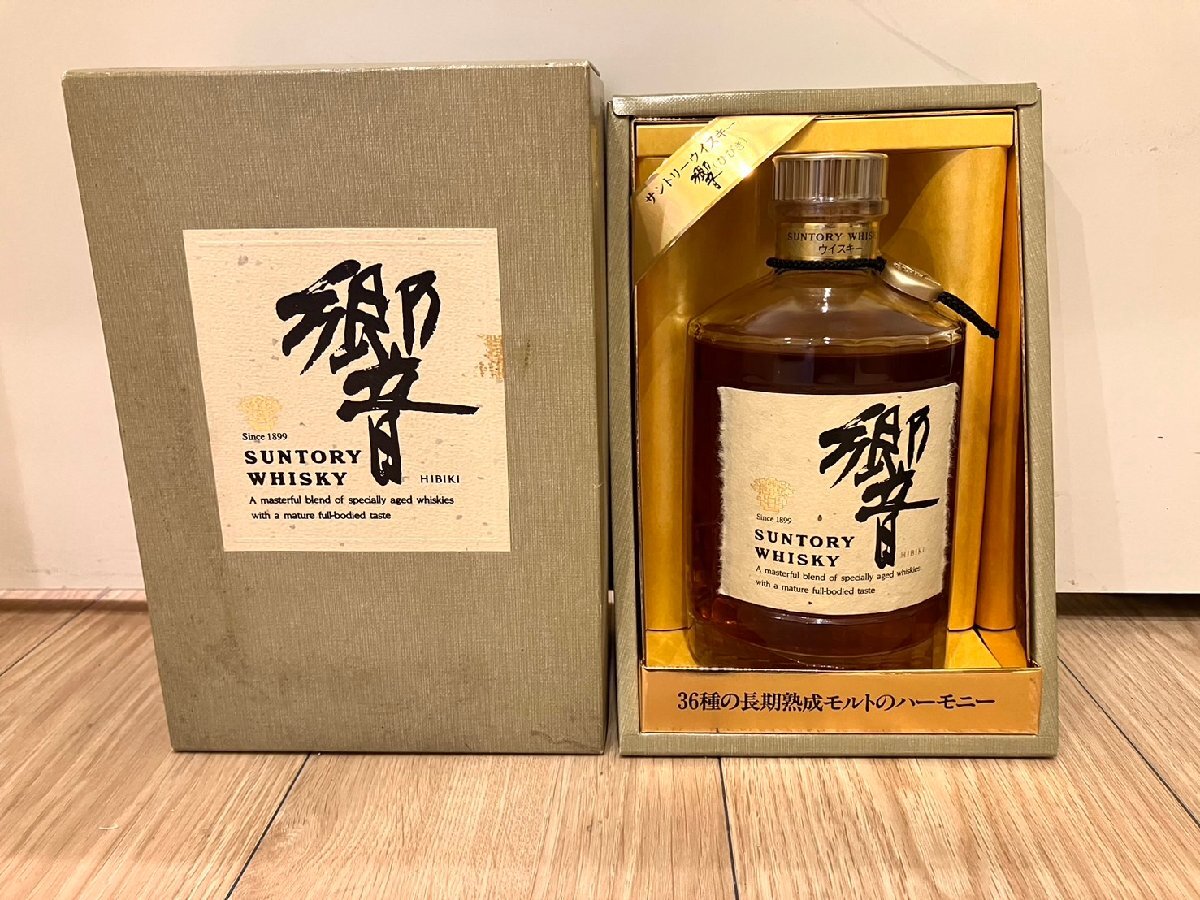 響
Since 1899
SUNTORY
WHISKY
HIBIKI
A masterful blend of specially aged whiskies
with a mature full-bodied taste
サントリーウイスキー
響(ひびき)
SUNTORY WHIS
ウイスキー
響
Since 1899
SUNTORY
WHISKY
HIBIKI
A masterful blend of specially aged whiskies
with a mature full-bodied taste
36種の長期熟成モルトのハーモニー